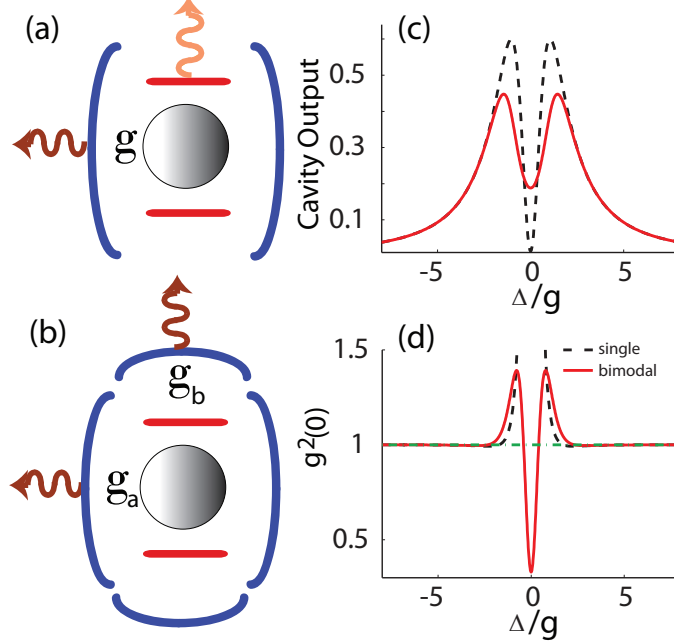 (a)
g
(b)
g_b
g_a
(c)
Cavity Output
0.5
0.3
0.1
-5
0
5
Δ/g
(d)
single
bimodal
g²(0)
1.5
1
0.5
-5
0
5
Δ/g